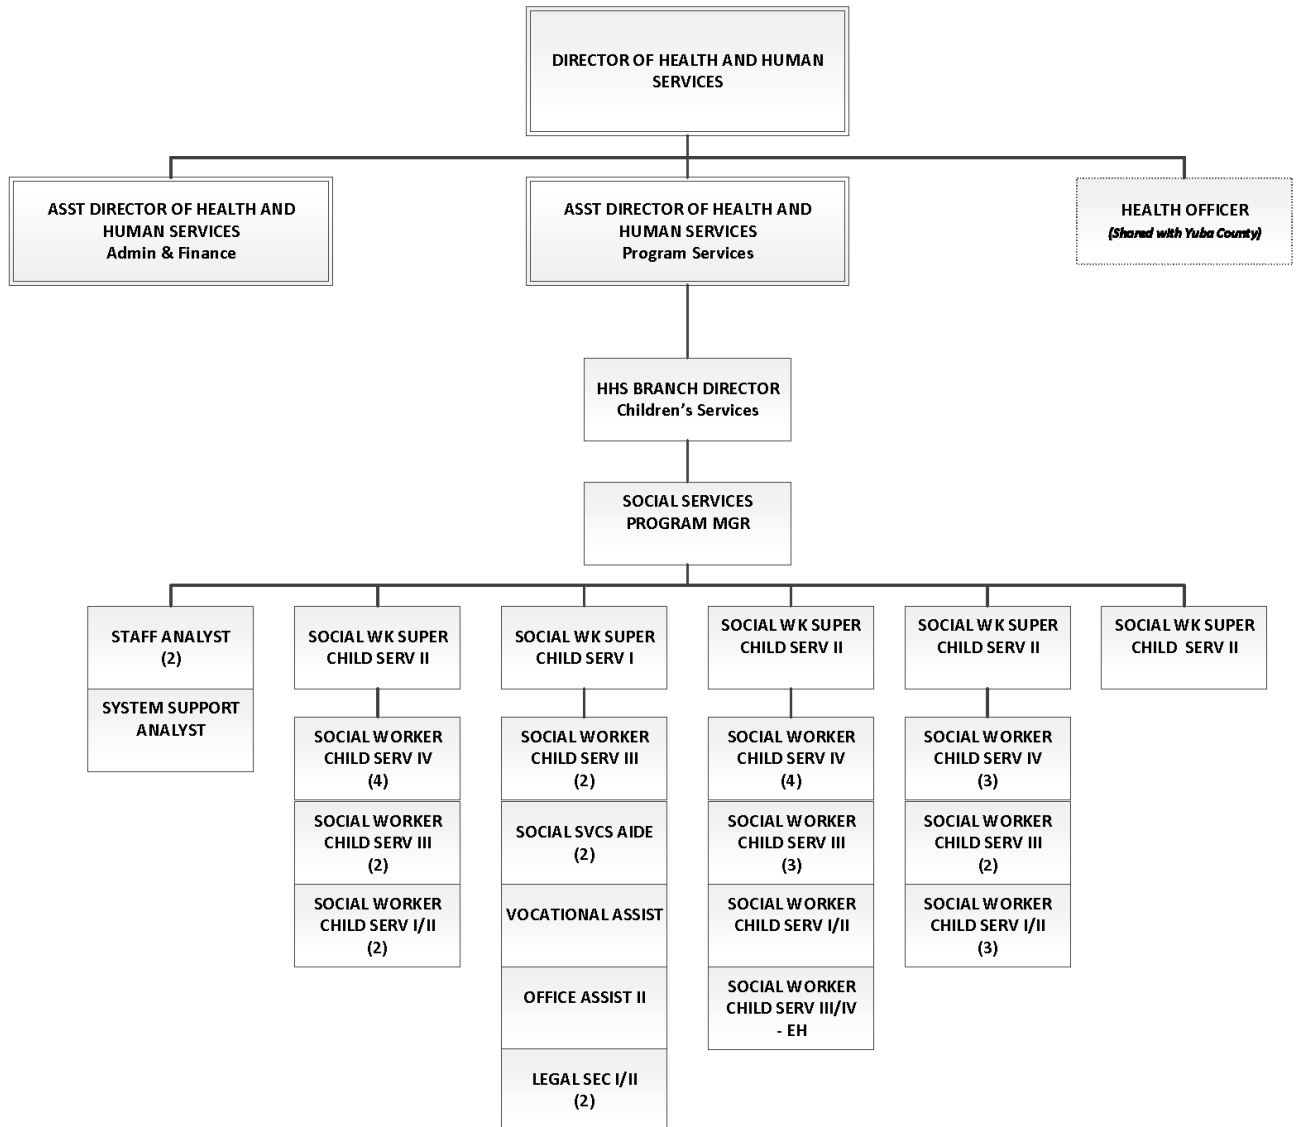 DIRECTOR OF HEALTH AND HUMAN
SERVICES
ASST DIRECTOR OF HEALTH AND
HUMAN SERVICES
Admin & Finance
ASST DIRECTOR OF HEALTH AND
HUMAN SERVICES
Program Services
HEALTH OFFICER
(Shared with Yuba County)
HHS BRANCH DIRECTOR
Children's Services
SOCIAL SERVICES
PROGRAM MGR
STAFF ANALYST
(2)
SYSTEM SUPPORT
ANALYST
SOCIAL WK SUPER
CHILD SERV II
SOCIAL WORKER
CHILD SERV IV
(4)
SOCIAL WORKER
CHILD SERV III
(2)
SOCIAL WORKER
CHILD SERV I/II
(2)
SOCIAL WK SUPER
CHILD SERV I
SOCIAL WORKER
CHILD SERV III
(2)
SOCIAL SVCS AIDE
(2)
VOCATIONAL ASSIST
OFFICE ASSIST II
LEGAL SEC I/II
(2)
SOCIAL WK SUPER
CHILD SERV II
SOCIAL WORKER
CHILD SERV IV
(4)
SOCIAL WORKER
CHILD SERV III
(3)
SOCIAL WORKER
CHILD SERV I/II
SOCIAL WORKER
CHILD SERV III/IV
- EH
SOCIAL WK SUPER
CHILD SERV II
SOCIAL WORKER
CHILD SERV IV
(3)
SOCIAL WORKER
CHILD SERV III
(2)
SOCIAL WORKER
CHILD SERV I/II
(3)
SOCIAL WK SUPER
CHILD SERV II